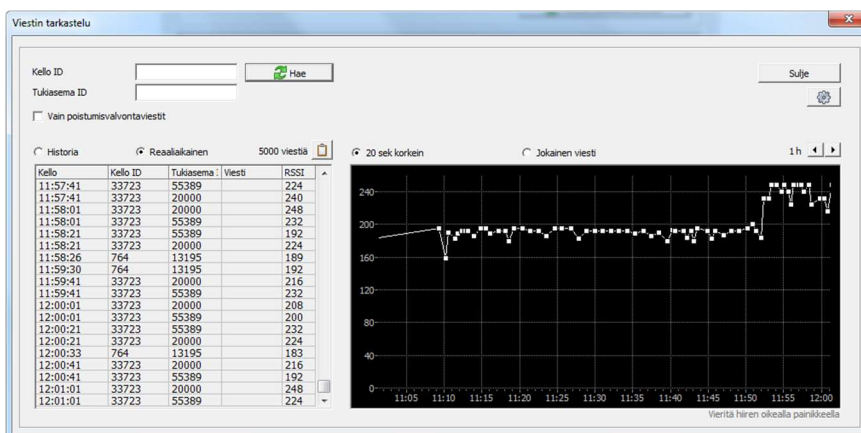 Viestin tarkastelu
Kello ID
Hae
Sulje
Tukiasema ID
Vain poistumisvalvontaviestit
Historia
Reaaliaikainen
5000 viestiä
20 sek korkein
Jokainen viesti
1 h
Kello Kello ID Tukiasema I Viesti RSSI
11:57:41 33723 55389 224
11:57:41 33723 20000 240
11:58:01 33723 20000 248
11:58:01 33723 55389 232
11:58:21 33723 55389 192
11:58:21 33723 20000 224
11:58:26 764 13195 189
11:59:30 764 13195 192
11:59:41 33723 20000 216
11:59:41 33723 55389 232
12:00:01 33723 20000 208
12:00:01 33723 55389 200
12:00:21 33723 55389 232
12:00:21 33723 20000 224
12:00:33 764 13195 183
12:00:41 33723 20000 216
12:00:41 33723 55389 192
12:01:01 33723 20000 248
12:01:01 33723 55389 224
240
200
160
120
80
40
0
11:05 11:10 11:15 11:20 11:25 11:30 11:35 11:40 11:45 11:50 11:55 12:00
Vieritä hiiren oikealla painikkeella